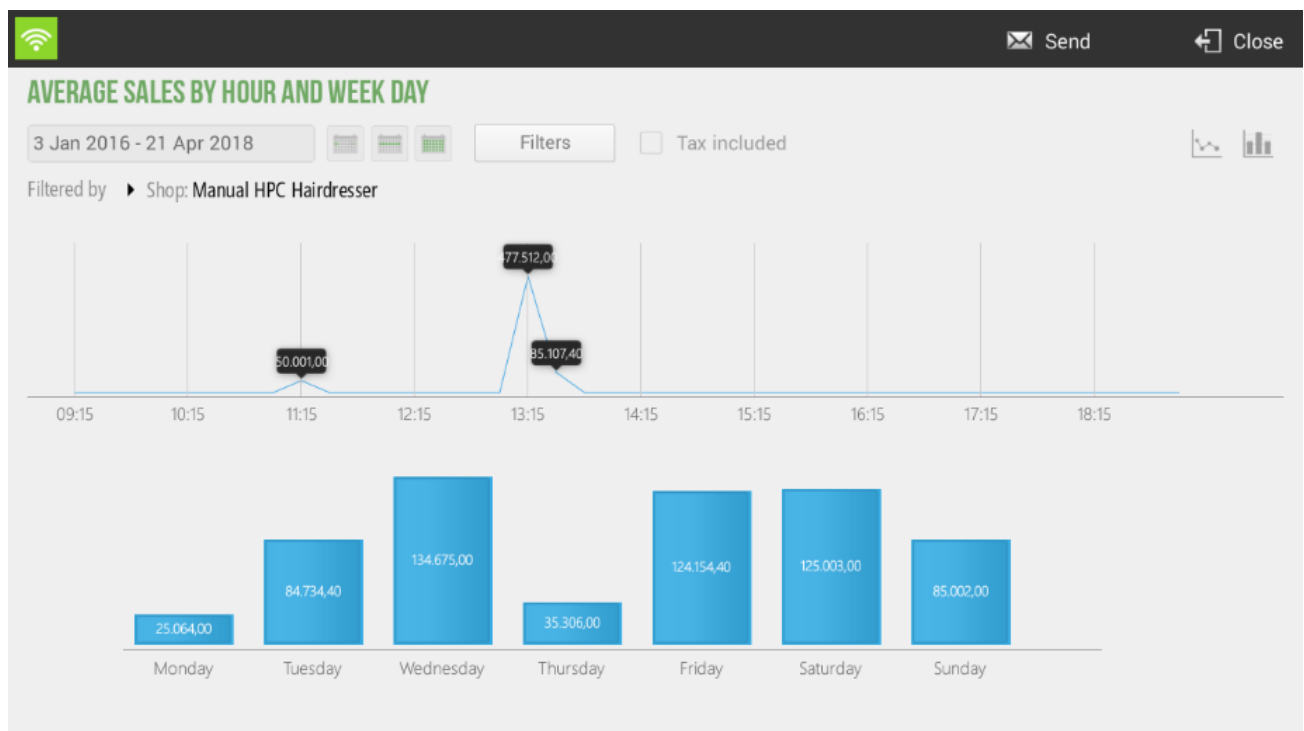 Send Close
AVERAGE SALES BY HOUR AND WEEK DAY
3 Jan 2016 - 21 Apr 2018 Filters Tax included
Filtered by Shop: Manual HPC Hairdresser
477.512,00
85.107,40
50.001,00
09:15 10:15 11:15 12:15 13:15 14:15 15:15 16:15 17:15 18:15
134.675,00
124.154,40 125.003,00
84.734,40 85.002,00
25.064,00 35.306,00
Monday Tuesday Wednesday Thursday Friday Saturday Sunday